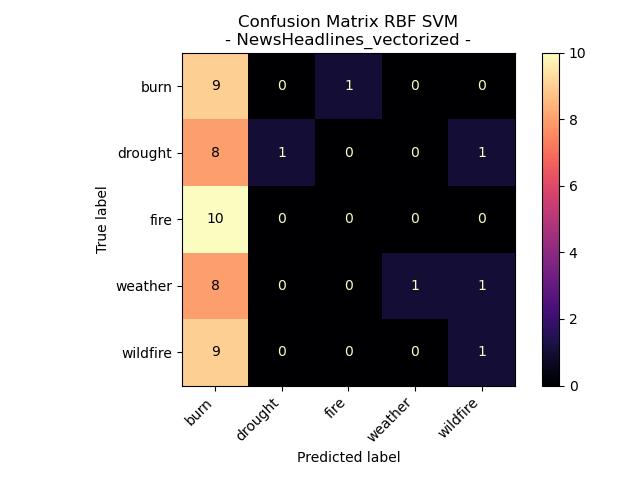 Confusion Matrix RBF SVM
- NewsHeadlines_vectorized -
burn 9 0 1 0 0
drought 8 1 0 0 1
fire 10 0 0 0 0
weather 8 0 0 1 1
wildfire 9 0 0 0 1
burn drought fire weather wildfire
True label
Predicted label
10
8
6
4
2
0